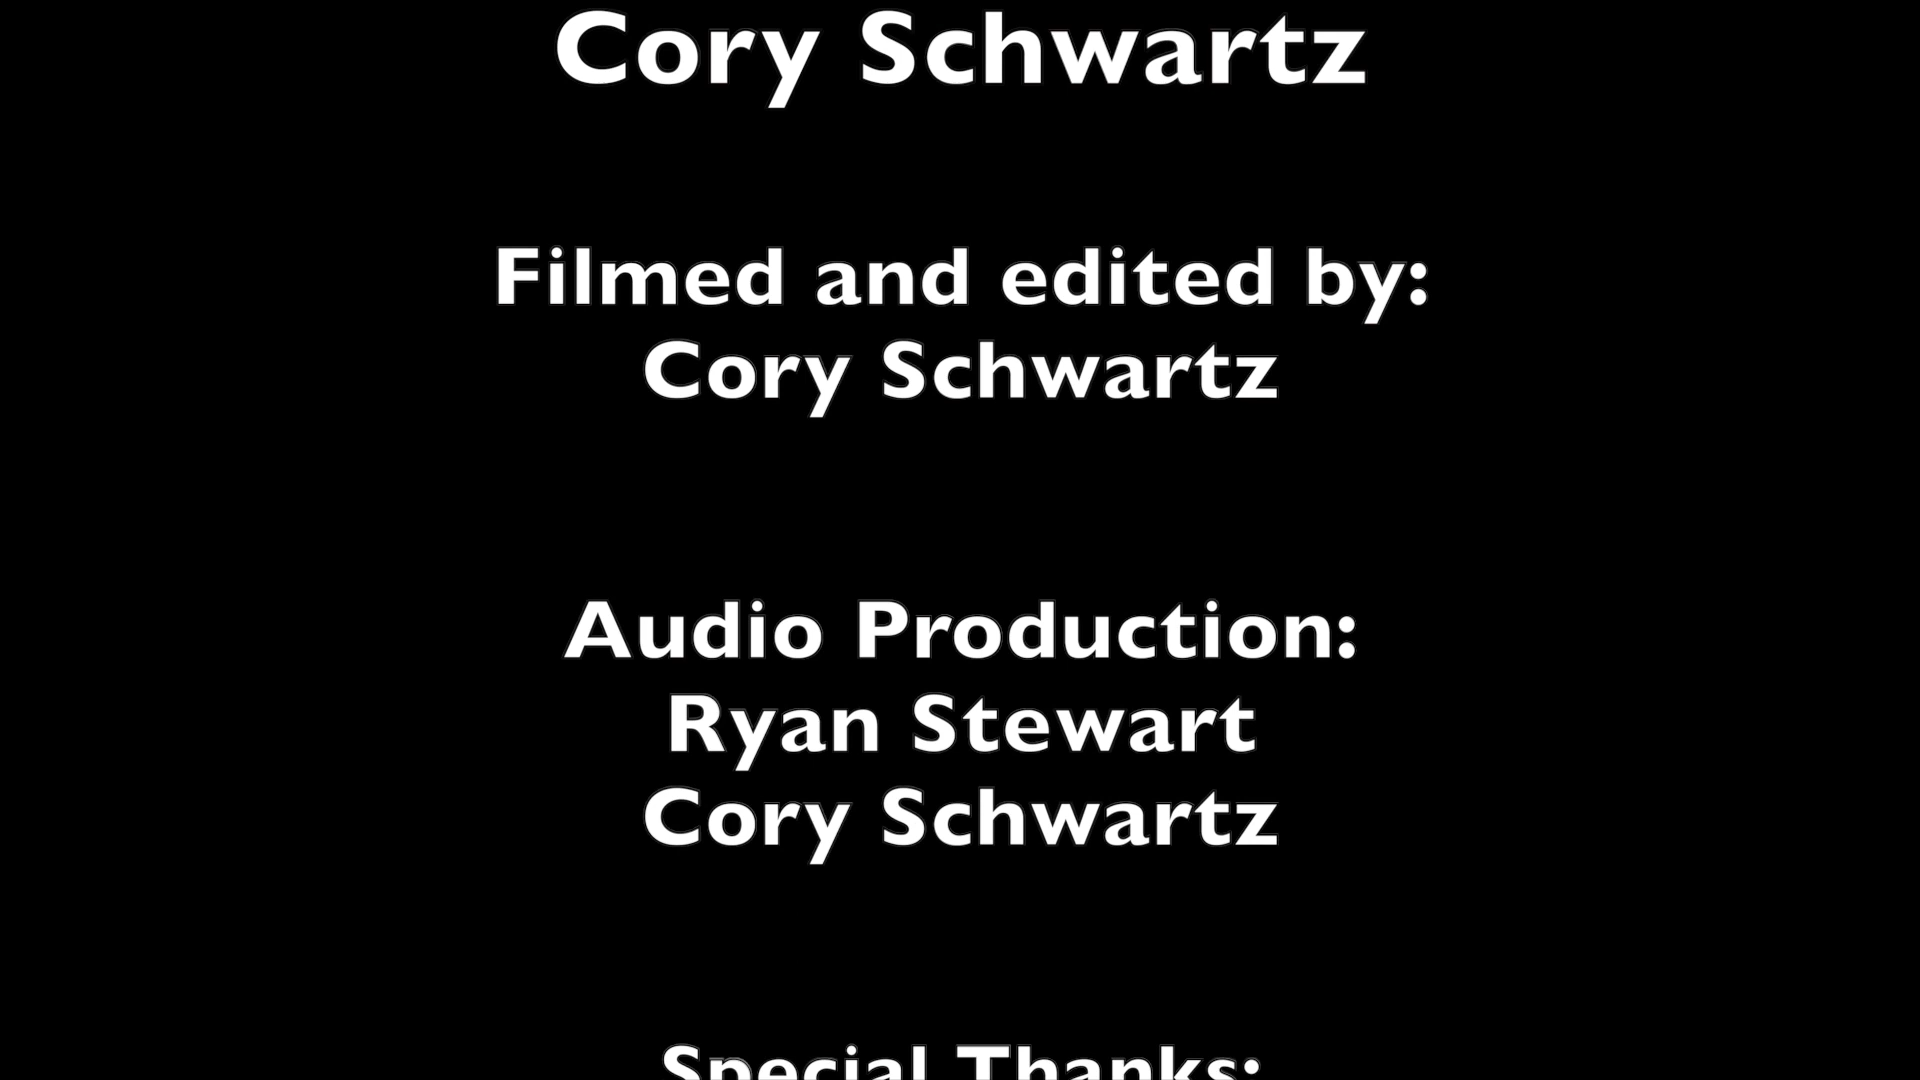 Cory Schwartz
Filmed and edited by:
Cory Schwartz
Audio Production:
Ryan Stewart
Cory Schwartz
Special Thanks: